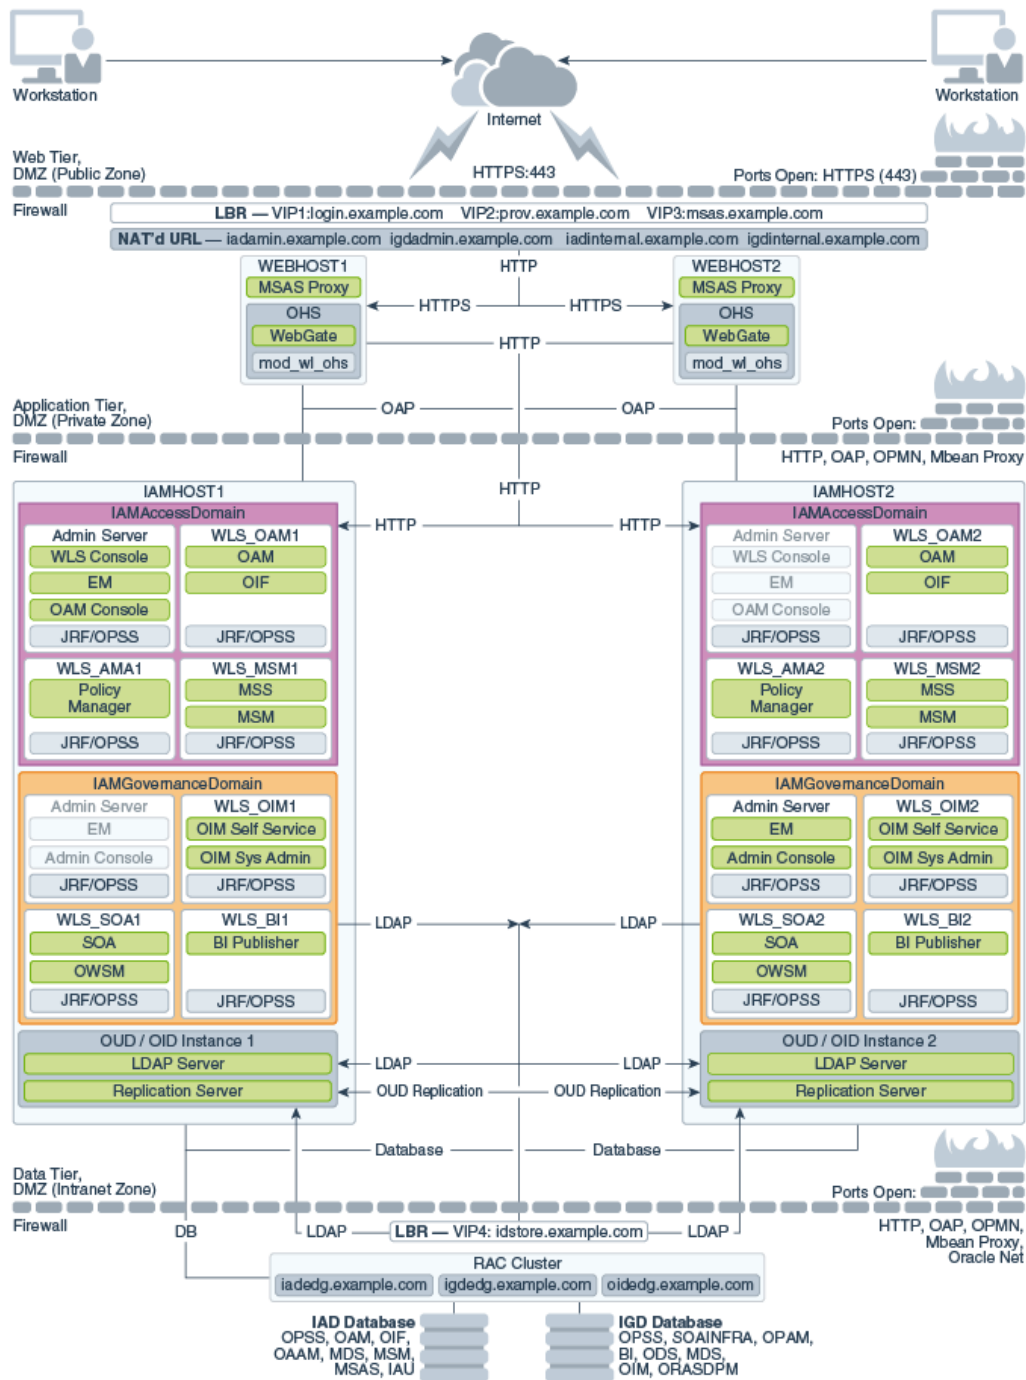 Workstation
Internet
Workstation
Web Tier,
DMZ (Public Zone)
HTTPS:443
Ports Open: HTTPS (443)
Firewall
LBR — VIP1:login.example.com VIP2:prov.example.com VIP3:msas.example.com
NAT'd URL — iadamin.example.com igdadmin.example.com iadinternal.example.com igdinternal.example.com
WEBHOST1
MSAS Proxy
OHS
WebGate
mod_wl_ohs
HTTP
HTTPS
HTTPS
HTTP
WEBHOST2
MSAS Proxy
OHS
WebGate
mod_wl_ohs
Application Tier,
DMZ (Private Zone)
OAP
OAP
Ports Open:
Firewall
HTTP, OAP, OPMN, Mbean Proxy
HTTP
HTTP
HTTP
IAMHOST1
IAMAccessDomain
Admin Server
WLS Console
EM
OAM Console
JRF/OPSS
WLS_OAM1
OAM
OIF
JRF/OPSS
WLS_AMA1
Policy
Manager
JRF/OPSS
WLS_MSM1
MSS
MSM
JRF/OPSS
IAMGovernanceDomain
Admin Server
EM
Admin Console
JRF/OPSS
WLS_OIM1
OIM Self Service
OIM Sys Admin
JRF/OPSS
WLS_SOA1
SOA
OWSM
JRF/OPSS
WLS_BI1
BI Publisher
JRF/OPSS
OUD / OID Instance 1
LDAP Server
Replication Server
IAMHOST2
IAMAccessDomain
Admin Server
WLS Console
EM
OAM Console
JRF/OPSS
WLS_OAM2
OAM
OIF
JRF/OPSS
WLS_AMA2
Policy
Manager
JRF/OPSS
WLS_MSM2
MSS
MSM
JRF/OPSS
IAMGovernanceDomain
Admin Server
EM
Admin Console
JRF/OPSS
WLS_OIM2
OIM Self Service
OIM Sys Admin
JRF/OPSS
WLS_SOA2
SOA
OWSM
JRF/OPSS
WLS_BI2
BI Publisher
JRF/OPSS
OUD / OID Instance 2
LDAP Server
Replication Server
LDAP
LDAP
LDAP
LDAP
OUD Replication
OUD Replication
Database
Database
Data Tier,
DMZ (Intranet Zone)
Ports Open:
Firewall
HTTP, OAP, OPMN,
Mbean Proxy,
Oracle Net
DB
LDAP
LBR — VIP4: idstore.example.com
LDAP
RAC Cluster
iadedg.example.com
igdedg.example.com
oidedg.example.com
IAD Database
OPSS, OAM, OIF,
OAAM, MDS, MSM,
MSAS, IAU
IGD Database
OPSS, SOAINFRA, OPAM,
BI, ODS, MDS,
OIM, ORASDPM